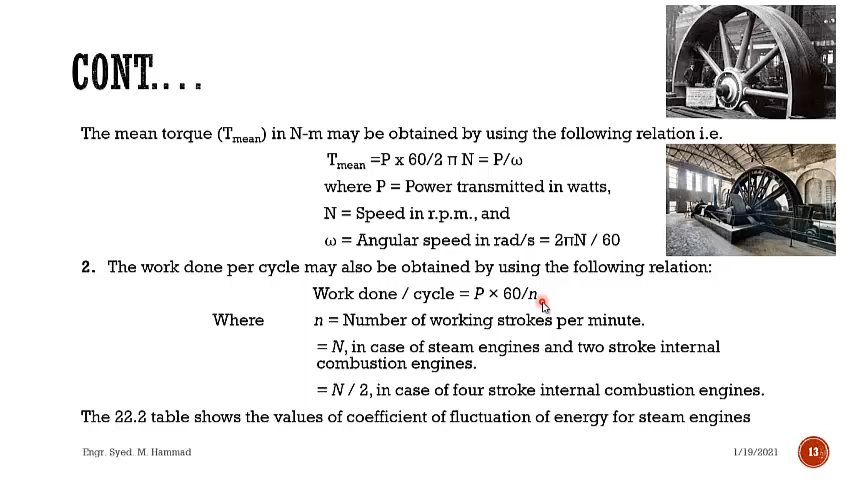 CONT....
The mean torque (Tmean) in N-m may be obtained by using the following relation i.e.
Tmean =P x 60/2 π N = P/ω
where P = Power transmitted in watts,
N = Speed in r.p.m., and
ω = Angular speed in rad/s = 2πN / 60
2. The work done per cycle may also be obtained by using the following relation:
Work done / cycle = P × 60/n
Where n = Number of working strokes per minute.
= N, in case of steam engines and two stroke internal
combustion engines.
= N / 2, in case of four stroke internal combustion engines.
The 22.2 table shows the values of coefficient of fluctuation of energy for steam engines
Engr. Syed. M. Hammad
1/19/2021
13